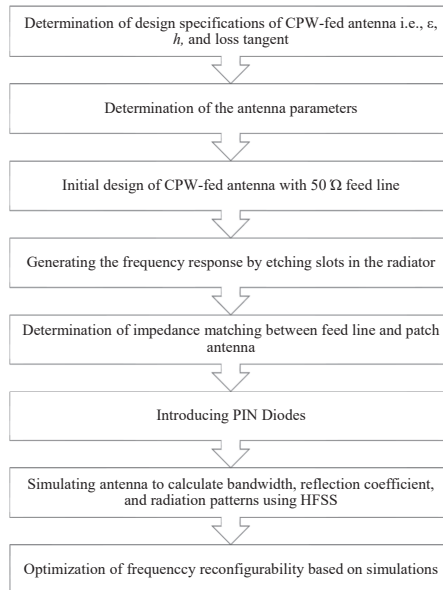 Determination of design specifications of CPW-fed antenna i.e., ε,
h, and loss tangent
Determination of the antenna parameters
Initial design of CPW-fed antenna with 50 Ω feed line
Generating the frequency response by etching slots in the radiator
Determination of impedance matching between feed line and patch
antenna
Introducing PIN Diodes
Simulating antenna to calculate bandwidth, reflection coefficient,
and radiation patterns using HFSS
Optimization of frequenccy reconfigurability based on simulations